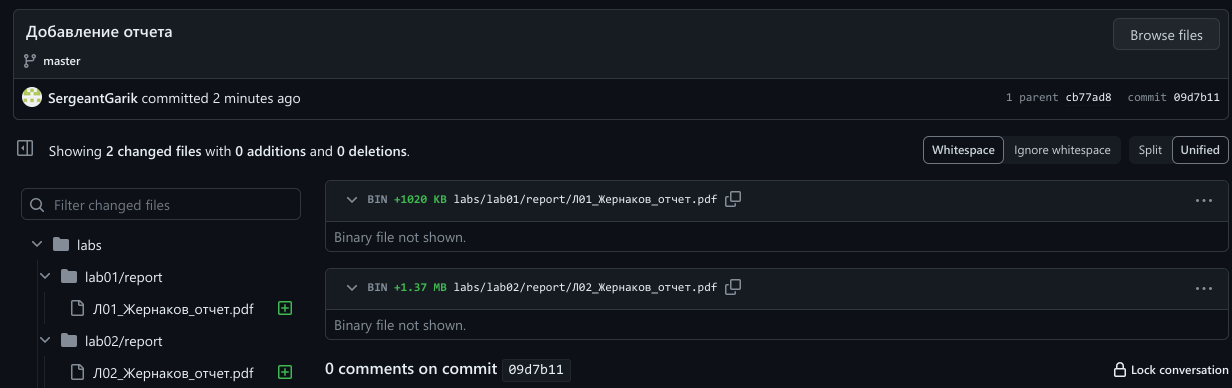 Добавление отчета
Browse files
master
SergeantGarik committed 2 minutes ago
1 parent cb77ad8 commit 09d7b11
Showing 2 changed files with 0 additions and 0 deletions.
Whitespace Ignore whitespace Split Unified
Filter changed files
labs
lab01/report
Л01_Жернаков_отчет.pdf
lab02/report
Л02_Жернаков_отчет.pdf
BIN +1020 KB labs/lab01/report/Л01_Жернаков_отчет.pdf
Binary file not shown.
BIN +1.37 MB labs/lab02/report/Л02_Жернаков_отчет.pdf
Binary file not shown.
0 comments on commit 09d7b11
Lock conversation